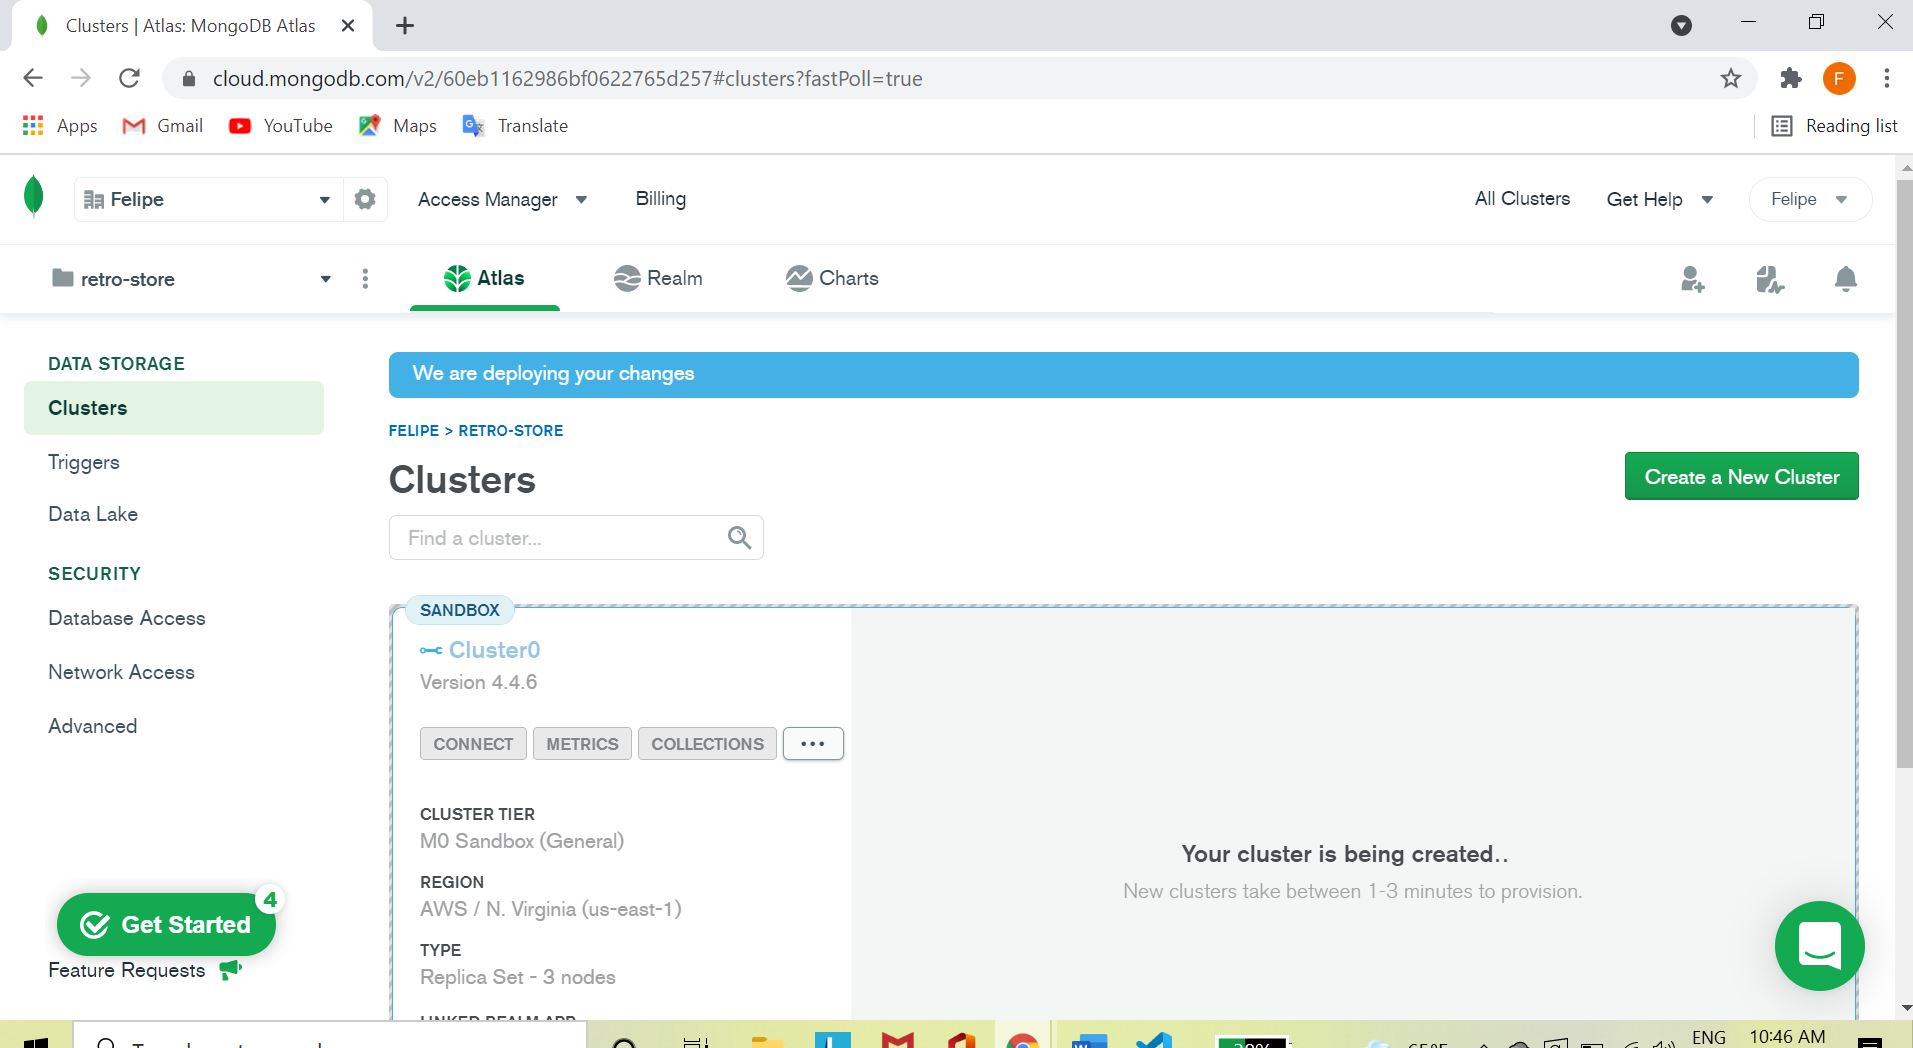 Clusters | Atlas: MongoDB Atlas
cloud.mongodb.com/v2/60eb1162986bf0622765d257#clusters?fastPoll=true
F
Apps Gmail YouTube Maps Translate Reading list
Felipe Access Manager Billing All Clusters Get Help Felipe
retro-store Atlas Realm Charts
DATA STORAGE
Clusters
Triggers
Data Lake
SECURITY
Database Access
Network Access
Advanced
Get Started
4
Feature Requests
We are deploying your changes
FELIPE > RETRO-STORE
Clusters
Create a New Cluster
Find a cluster...
SANDBOX
Cluster0
Version 4.4.6
CONNECT METRICS COLLECTIONS ...
CLUSTER TIER
M0 Sandbox (General)
REGION
AWS / N. Virginia (us-east-1)
TYPE
Replica Set - 3 nodes
LINKED REALM APP
Your cluster is being created..
New clusters take between 1-3 minutes to provision.
ENG 10:46 AM